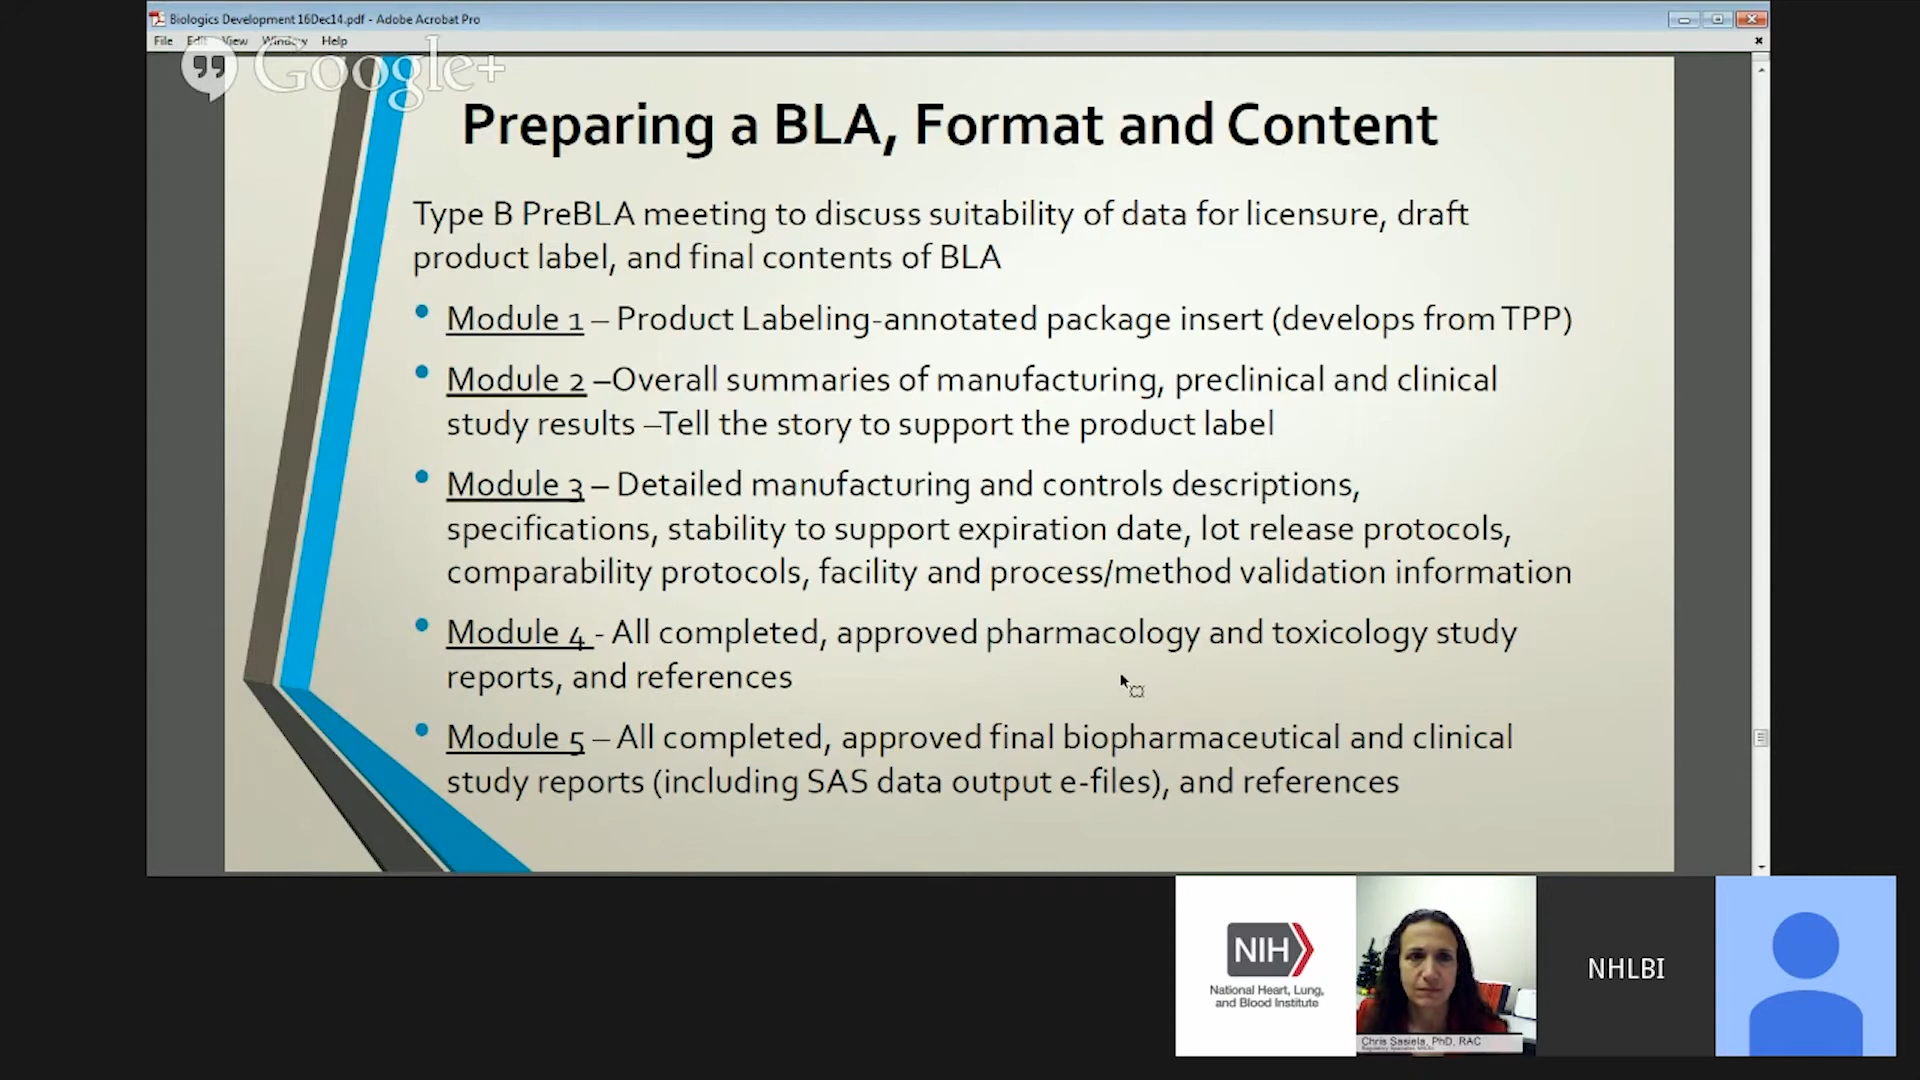 Biologics Development 16Dec14.pdf - Adobe Acrobat Pro
File Edit View Window Help
Google+
Preparing a BLA, Format and Content
Type B PreBLA meeting to discuss suitability of data for licensure, draft
product label, and final contents of BLA
• Module 1 – Product Labeling-annotated package insert (develops from TPP)
• Module 2 –Overall summaries of manufacturing, preclinical and clinical
study results –Tell the story to support the product label
• Module 3 – Detailed manufacturing and controls descriptions,
specifications, stability to support expiration date, lot release protocols,
comparability protocols, facility and process/method validation information
• Module 4 - All completed, approved pharmacology and toxicology study
reports, and references
• Module 5 – All completed, approved final biopharmaceutical and clinical
study reports (including SAS data output e-files), and references
NIH
National Heart, Lung,
and Blood Institute
Chris Sasiela, PhD, RAC
NHLBI